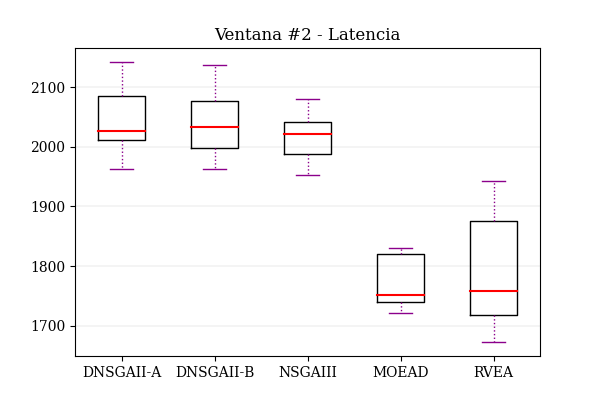 Ventana #2 - Latencia
2100
2000
1900
1800
1700
DNSGAII-A DNSGAII-B NSGAIII MOEAD RVEA